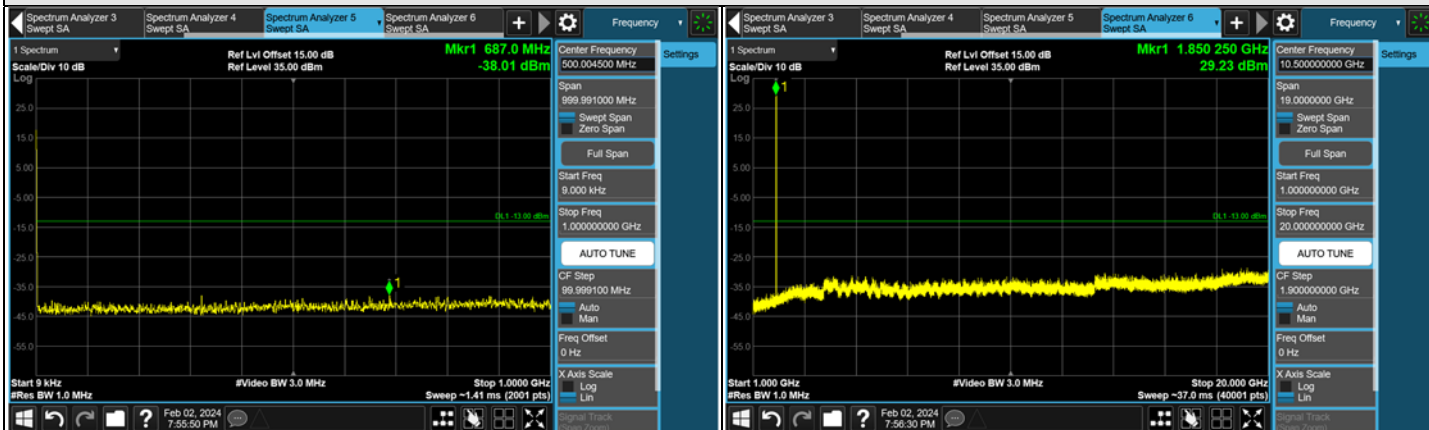 Spectrum Analyzer 3
Swept SA
Spectrum Analyzer 4
Swept SA
Spectrum Analyzer 5
Swept SA
Spectrum Analyzer 6
Swept SA
+
Frequency
1 Spectrum
Scale/Div 10 dB
Log
Ref Lvl Offset 15.00 dB
Ref Level 35.00 dBm
Mkr1 687.0 MHz
-38.01 dBm
25.0
15.0
5.00
-5.00
-15.0
-25.0
-35.0
-45.0
-55.0
DL1 -13.00 dBm
1
Start 9 kHz
#Res BW 1.0 MHz
#Video BW 3.0 MHz
Stop 1.0000 GHz
Sweep ~1.41 ms (2001 pts)
Center Frequency
500.004500 MHz
Span
999.991000 MHz
Swept Span
Zero Span
Full Span
Start Freq
9.000 kHz
Stop Freq
1.000000000 GHz
AUTO TUNE
CF Step
99.999100 MHz
Auto
Man
Freq Offset
0 Hz
X Axis Scale
Log
Lin
Signal Track
(Span Zoom)
Settings
?
Feb 02, 2024
7:55:50 PM
Spectrum Analyzer 3
Swept SA
Spectrum Analyzer 4
Swept SA
Spectrum Analyzer 5
Swept SA
Spectrum Analyzer 6
Swept SA
+
Frequency
1 Spectrum
Scale/Div 10 dB
Log
Ref Lvl Offset 15.00 dB
Ref Level 35.00 dBm
Mkr1 1.850 250 GHz
29.23 dBm
25.0
15.0
5.00
-5.00
-15.0
-25.0
-35.0
-45.0
-55.0
DL1 -13.00 dBm
1
Start 1.000 GHz
#Res BW 1.0 MHz
#Video BW 3.0 MHz
Stop 20.000 GHz
Sweep ~37.0 ms (40001 pts)
Center Frequency
10.500000000 GHz
Span
19.0000000 GHz
Swept Span
Zero Span
Full Span
Start Freq
1.000000000 GHz
Stop Freq
20.000000000 GHz
AUTO TUNE
CF Step
1.900000000 GHz
Auto
Man
Freq Offset
0 Hz
X Axis Scale
Log
Lin
Signal Track
(Span Zoom)
Settings
?
Feb 02, 2024
7:56:30 PM